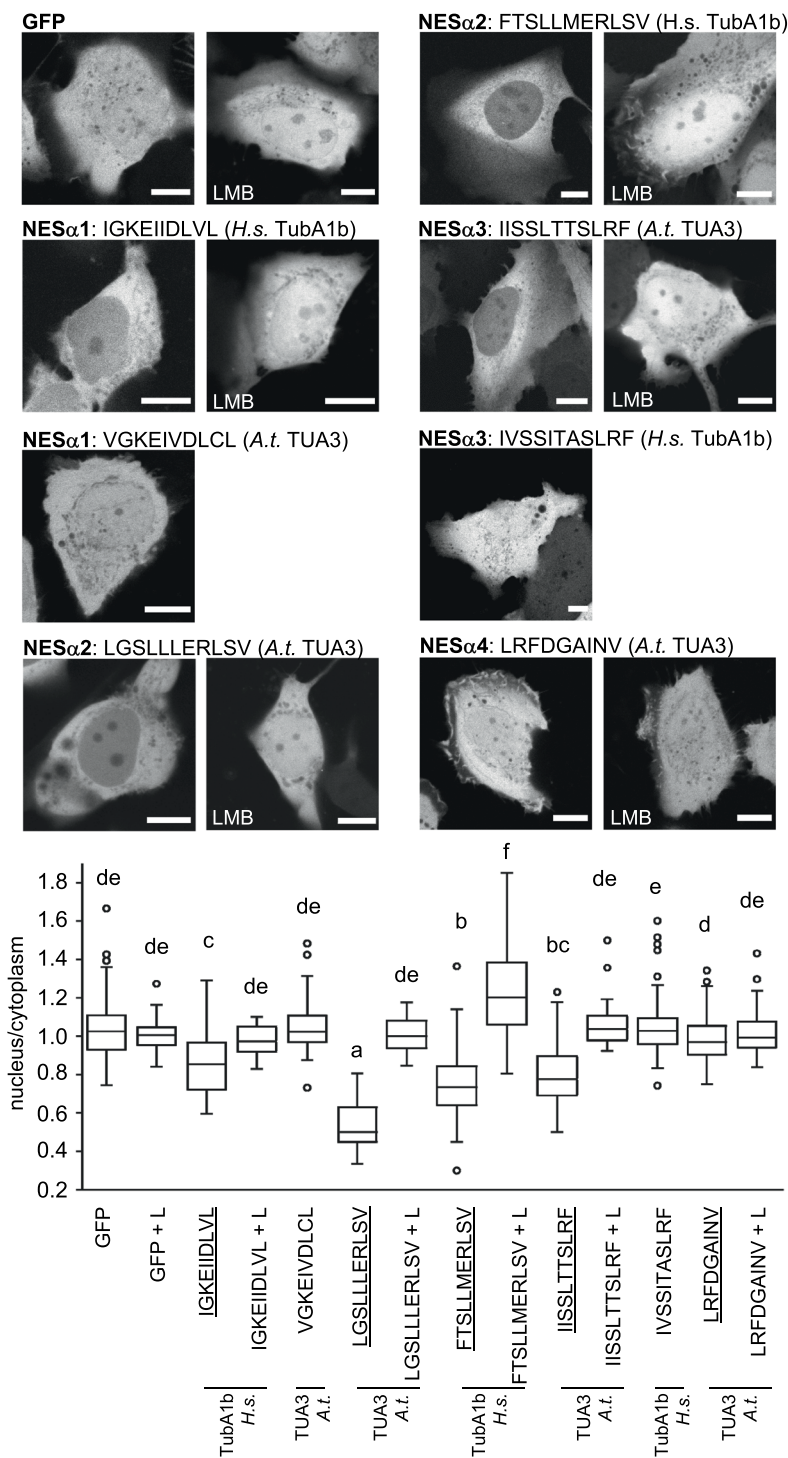 GFP
NESα2: FTSLLMERLSV (H.s. TubA1b)
LMB
LMB
NESα1: IGKEIIDLVL (H.s. TubA1b)
NESα3: IISSLTTSLRF (A.t. TUA3)
LMB
LMB
NESα1: VGKEIVDLCL (A.t. TUA3)
NESα3: IVSSITASLRF (H.s. TubA1b)
NESα2: LGSLLLERLSV (A.t. TUA3)
NESα4: LRFDGAINV (A.t. TUA3)
LMB
LMB
nucleus/cytoplasm
1.8
1.6
1.4
1.2
1.0
0.8
0.6
0.4
0.2
de
de
c
de
de
a
de
b
f
bc
de
e
d
de
GFP
GFP + L
IGKEIIDLVL
IGKEIIDLVL + L
VGKEIVDLCL
LGSLLLERLSV
LGSLLLERLSV + L
FTSLLMERLSV
FTSLLMERLSV + L
IISSLTTSLRF
IISSLTTSLRF + L
IVSSITASLRF
LRFDGAINV
LRFDGAINV + L
TubA1b
H.s.
TUA3
A.t.
TUA3
A.t.
TubA1b
H.s.
TUA3
A.t.
TubA1b
H.s.
TUA3
A.t.